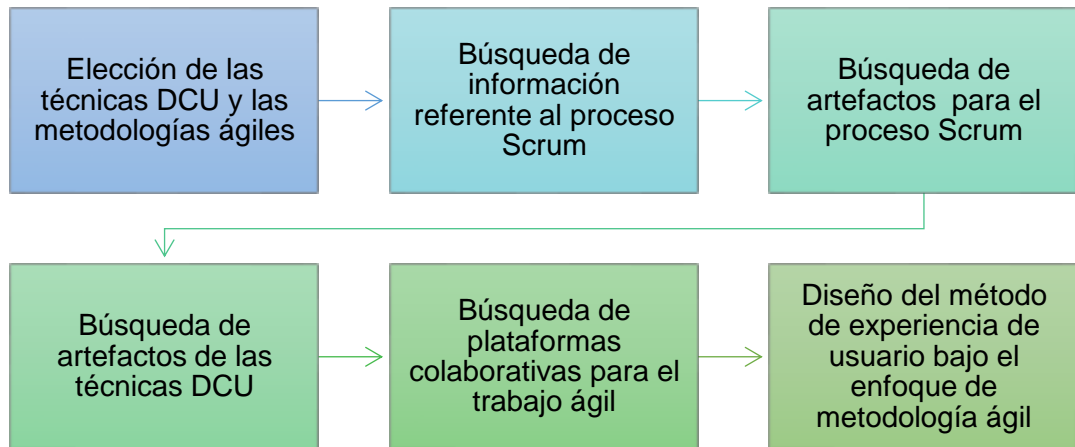 Elección de las
técnicas DCU y las
metodologías ágiles
Búsqueda de
información
referente al proceso
Scrum
Búsqueda de
artefactos para el
proceso Scrum
Búsqueda de
artefactos de las
técnicas DCU
Búsqueda de
plataformas
colaborativas para el
trabajo ágil
Diseño del método
de experiencia de
usuario bajo el
enfoque de
metodología ágil